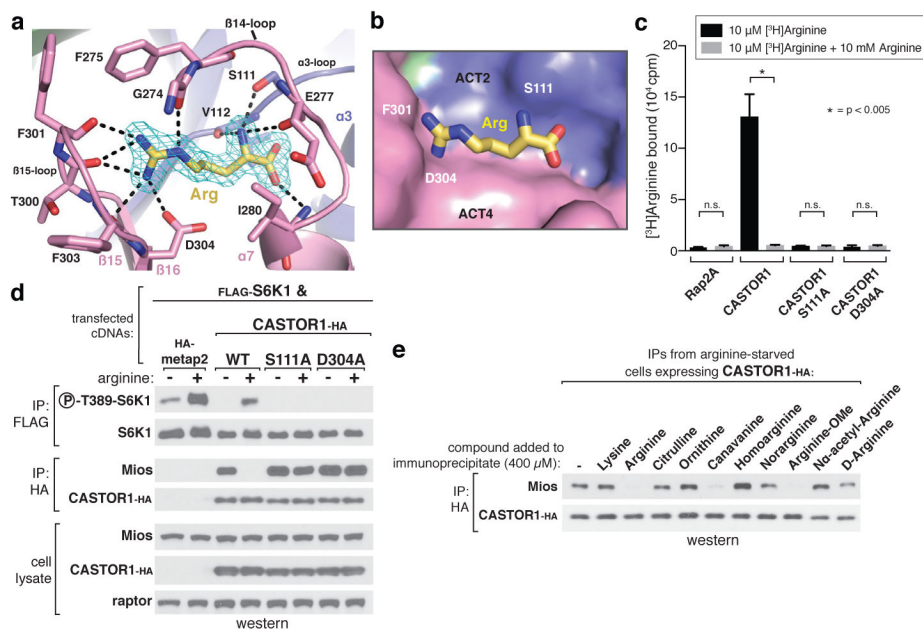 a
β14-loop
F275
S111
α3-loop
G274
E277
V112
α3
F301
ß15-loop
Arg
T300
I280
D304
F303
ß15
ß16
α7
b
ACT2
S111
F301
Arg
D304
ACT4
c
10 µM [³H]Arginine
10 µM [³H]Arginine + 10 mM Arginine
[³H]Arginine bound (10⁴ cpm)
20
15
10
5
0
*
* = p < 0.005
n.s.
n.s.
n.s.
Rap2A
CASTOR1
CASTOR1 S111A
CASTOR1 D304A
d
FLAG-S6K1 &
transfected cDNAs:
CASTOR1-HA
HA-metap2
WT
S111A
D304A
arginine: - + - + - + - +
IP: FLAG
Ⓟ-T389-S6K1
S6K1
IP: HA
Mios
CASTOR1-HA
cell lysate
Mios
CASTOR1-HA
raptor
western
e
IPs from arginine-starved
cells expressing CASTOR1-HA:
compound added to
immunoprecipitate (400 µM):
-
Lysine
Arginine
Citrulline
Ornithine
Canavanine
Homoarginine
Norarginine
Arginine-OMe
Nα-acetyl-Arginine
D-Arginine
IP: HA
Mios
CASTOR1-HA
western